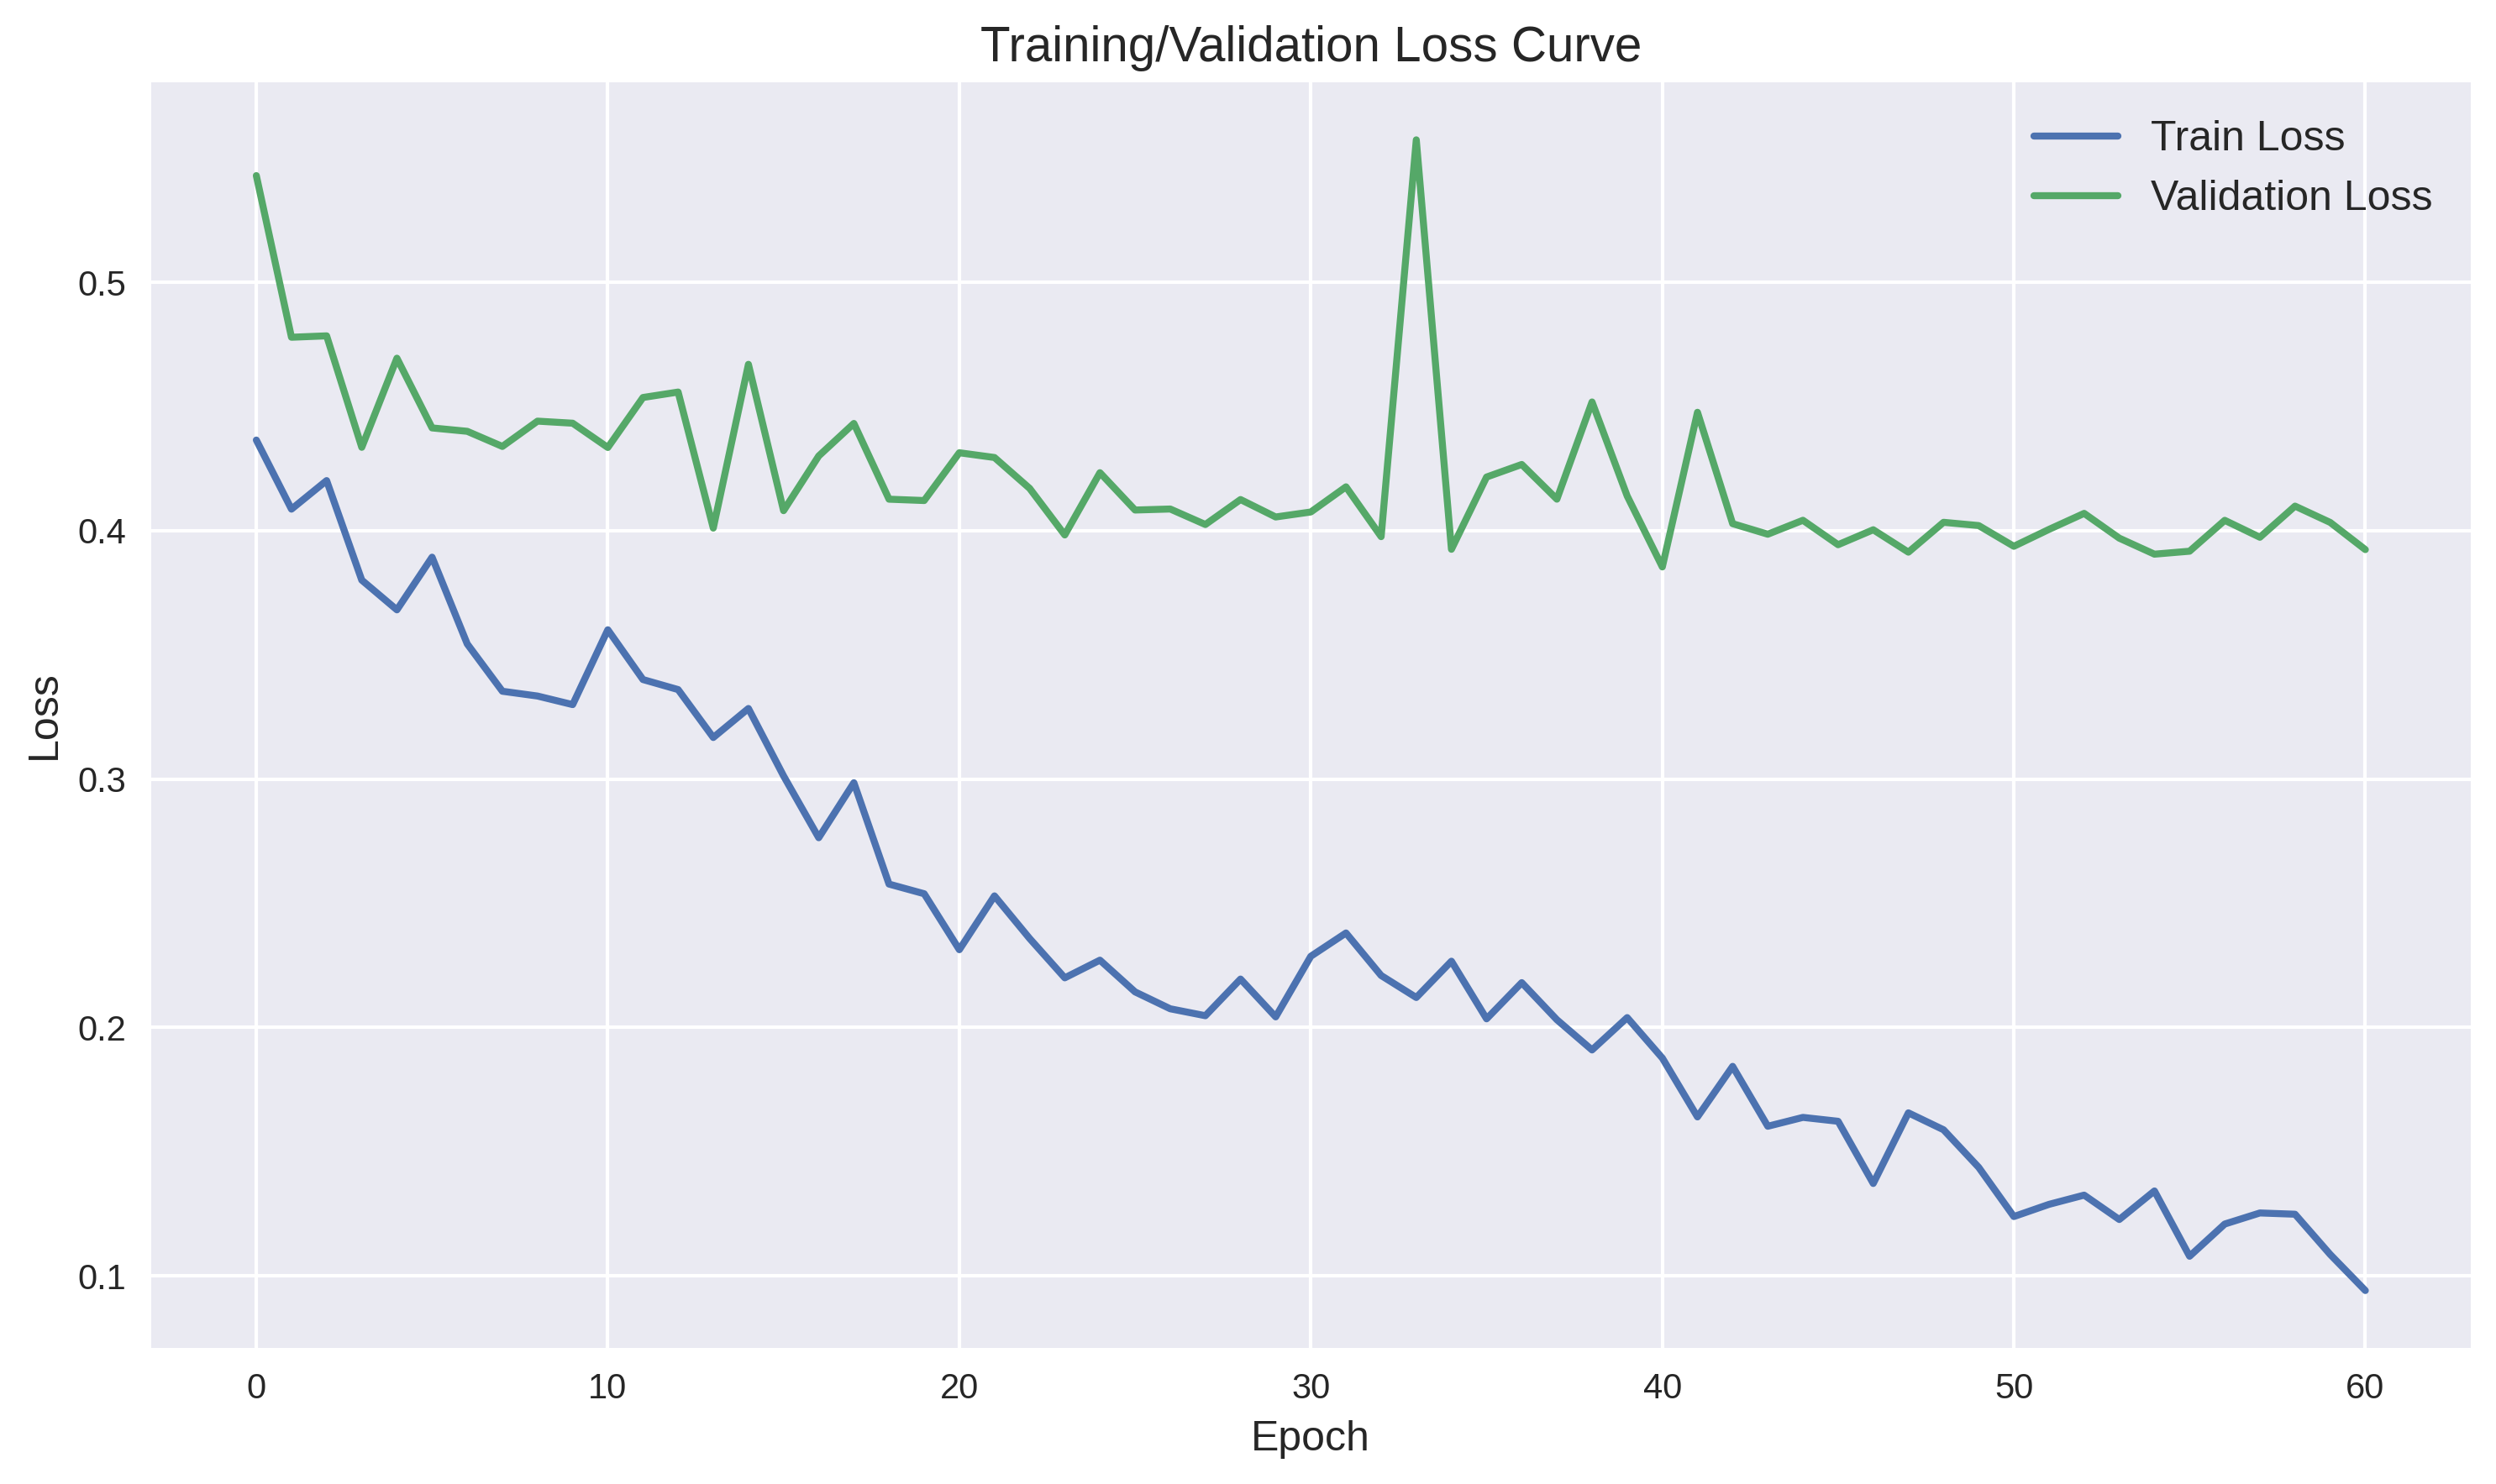 Training/Validation Loss Curve
Train Loss
Validation Loss
0.5
0.4
0.3
0.2
0.1
Loss
0 10 20 30 40 50 60
Epoch